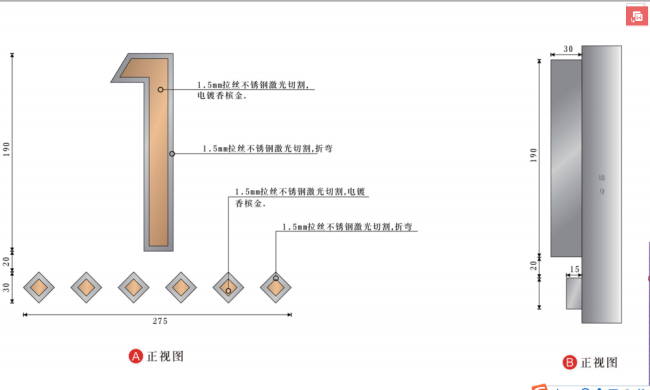 30
1.5mm拉丝不锈钢激光切割,
电镀香槟金.
190
1.5mm拉丝不锈钢激光切割,折弯
190
1.5mm拉丝不锈钢激光切割,电镀
香槟金.
1.5mm拉丝不锈钢激光切割,折弯
20
30
20
15
275
A 正视图
B 正视图